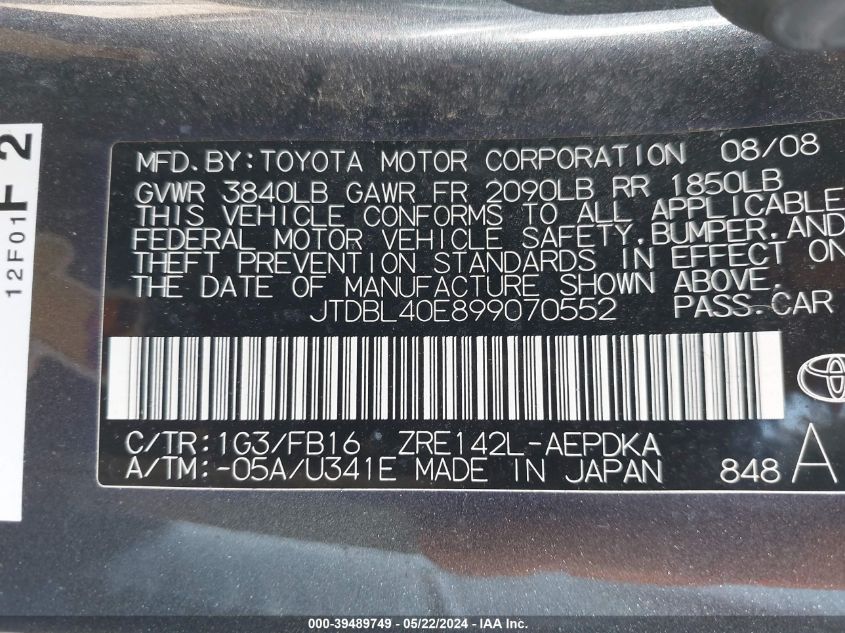 F 2
12F01
MFD. BY: TOYOTA MOTOR CORPORATION 08/08
GVWR 3840LB GAWR FR 2090LB RR 1850LB
THIS VEHICLE CONFORMS TO ALL APPLICABLE
FEDERAL MOTOR VEHICLE SAFETY, BUMPER, AND
THEFT PREVENTION STANDARDS IN EFFECT ON
THE DATE OF MANUFACTURE SHOWN ABOVE.
JTDBL40E899070552 PASS.CAR
C/TR: 1G3/FB16 ZRE142L-AEPDKA
A/TM: -05A/U341E MADE IN JAPAN 848 A
000-39489749 - 05/22/2024 - IAA Inc.